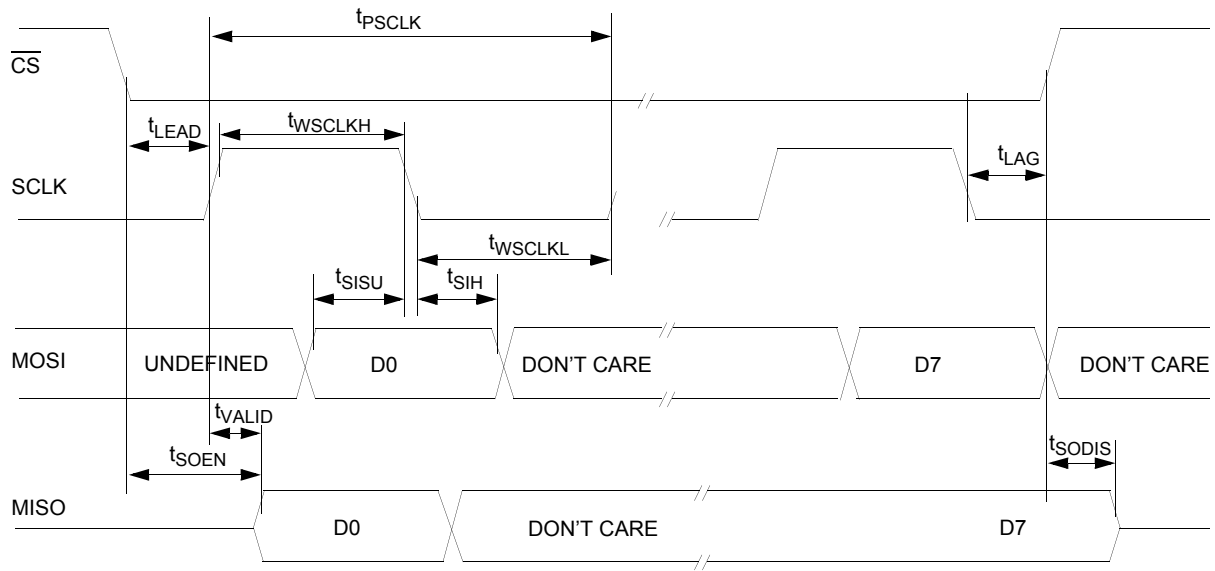 tPSCLK
CS
tLEAD
tWSCLKH
tLAG
SCLK
tWSCLKL
tSISU
tSIH
MOSI
UNDEFINED
D0
DON'T CARE
D7
DON'T CARE
tVALID
tSOEN
tSODIS
MISO
D0
DON'T CARE
D7